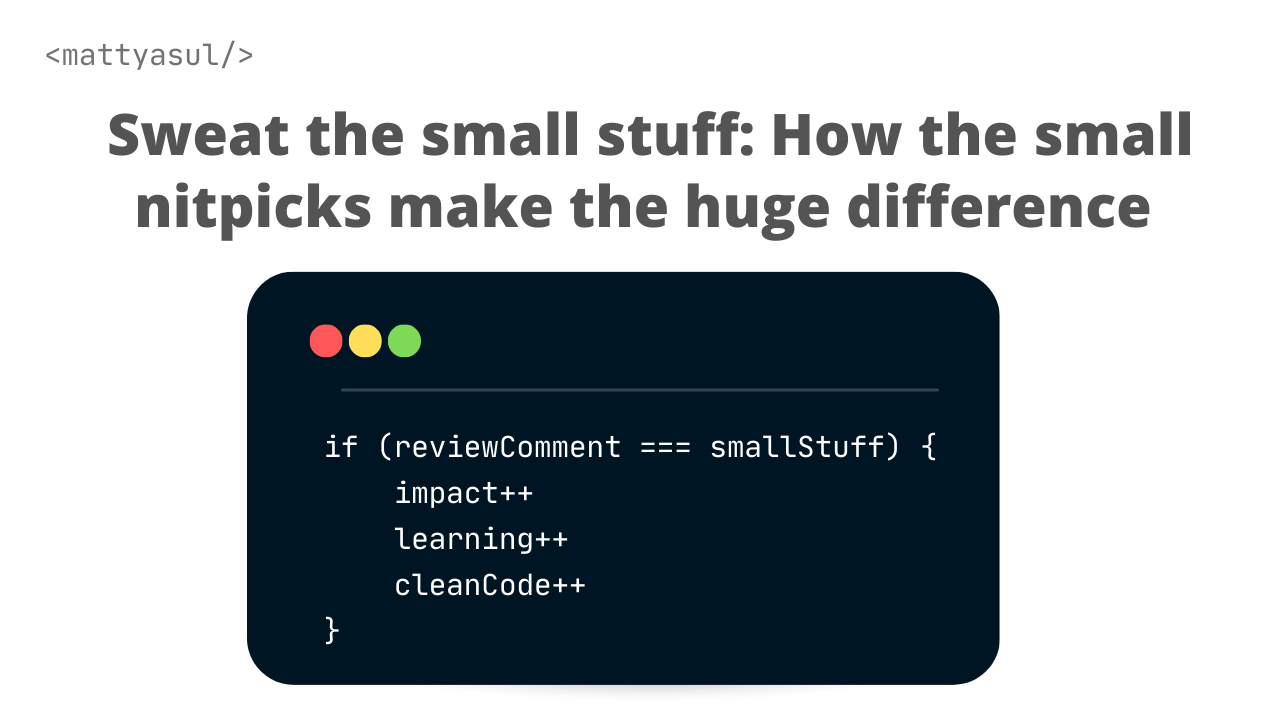 <mattyasul/>
Sweat the small stuff: How the small
nitpicks make the huge difference
if (reviewComment === smallStuff) {
    impact++
    learning++
    cleanCode++
}